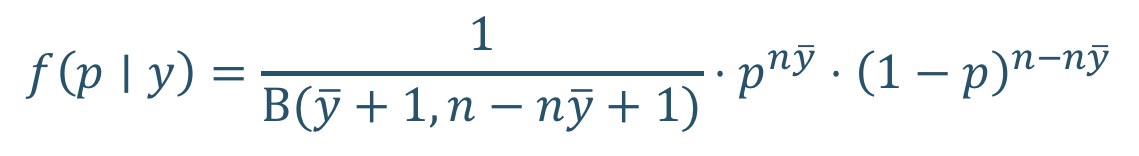 f(p | y) = 1 / B(ȳ + 1, n − nȳ + 1) · p^{nȳ} · (1 − p)^{n−nȳ}